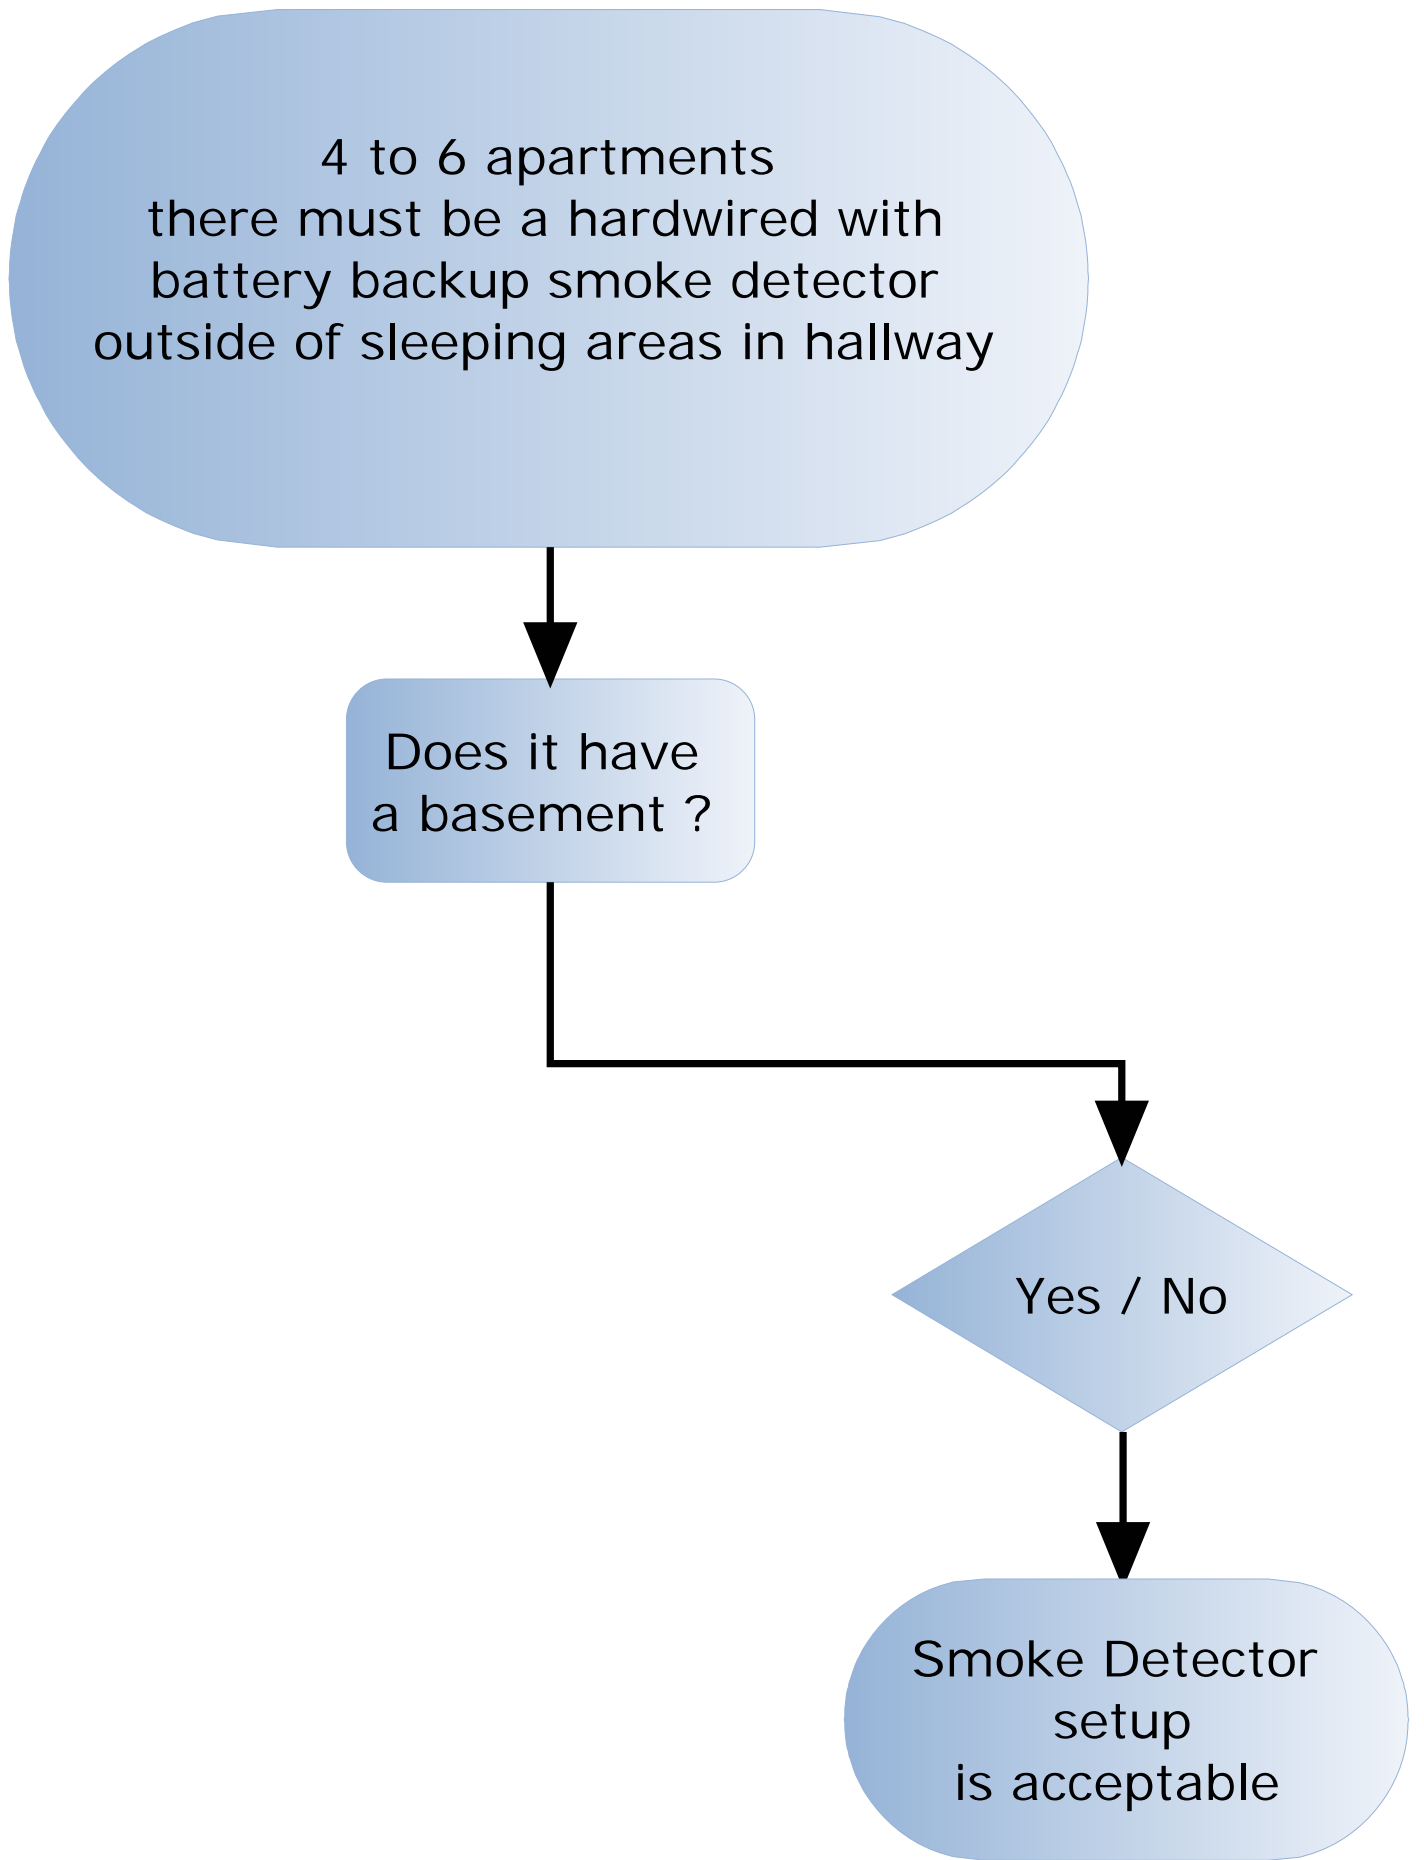 4 to 6 apartments
there must be a hardwired with
battery backup smoke detector
outside of sleeping areas in hallway
Does it have
a basement ?
Yes / No
Smoke Detector
setup
is acceptable